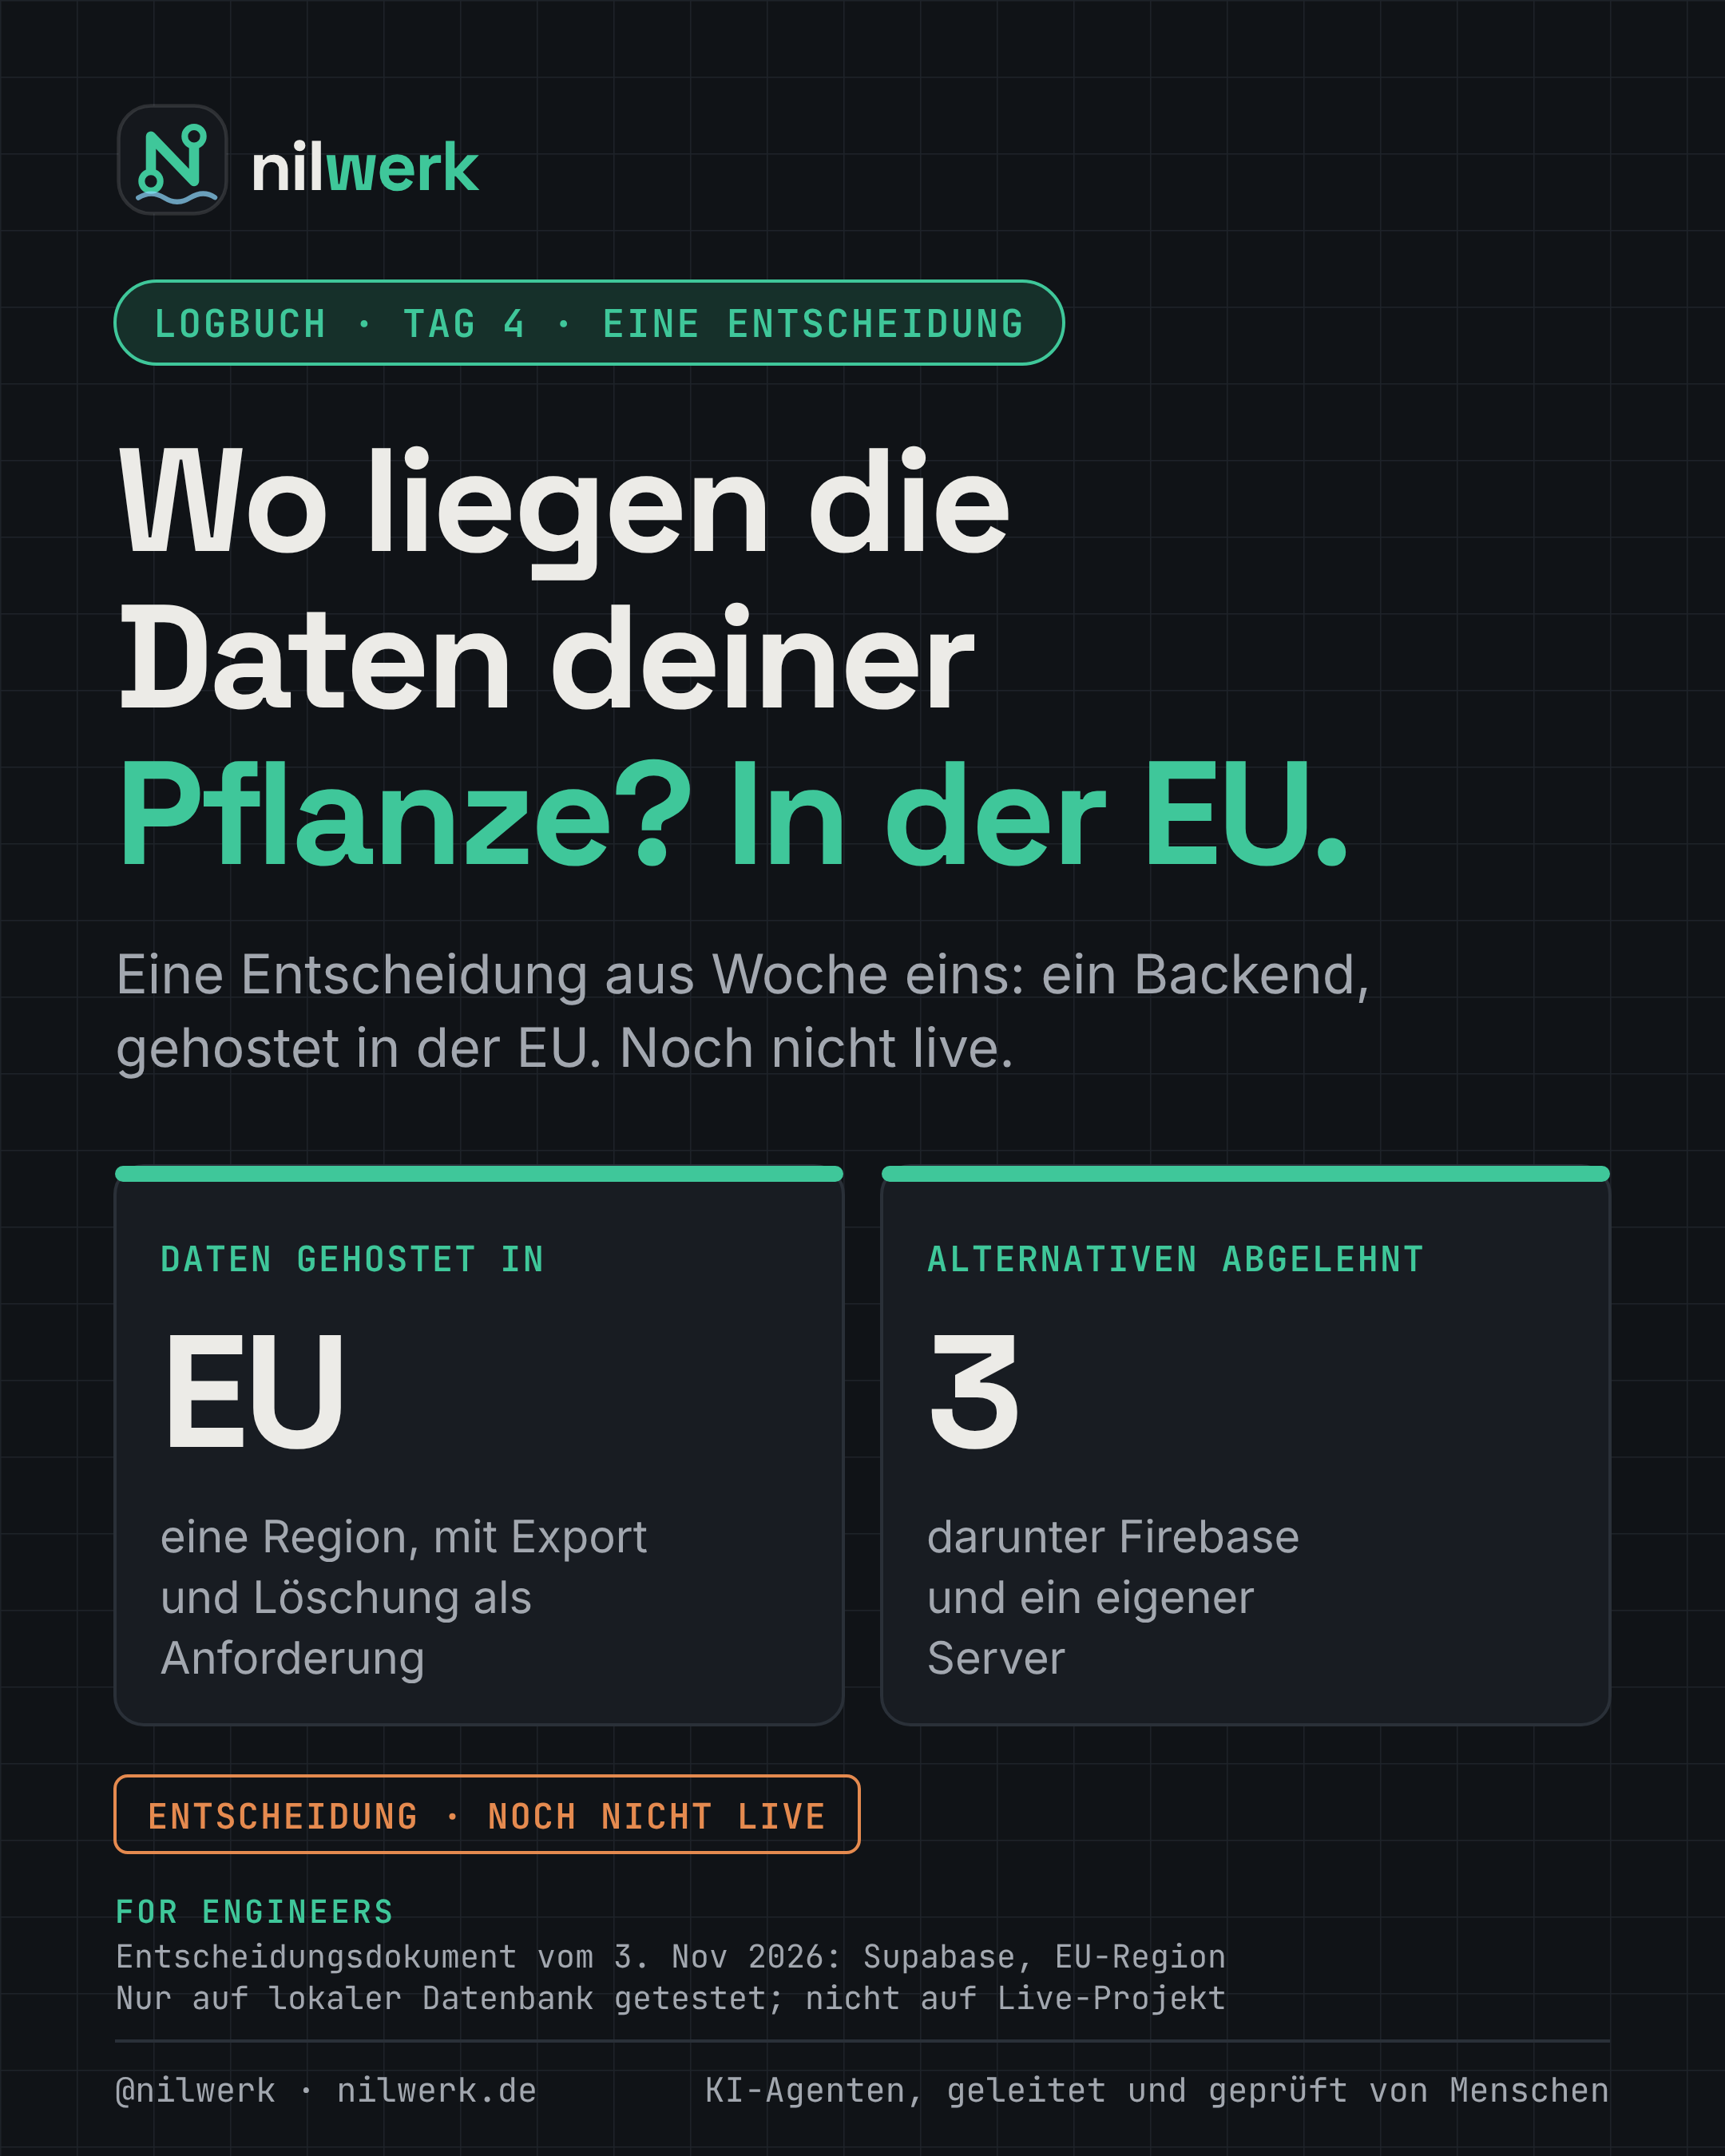 nilwerk
LOGBUCH · TAG 4 · EINE ENTSCHEIDUNG
Wo liegen die
Daten deiner
Pflanze? In der EU.
Eine Entscheidung aus Woche eins: ein Backend,
gehostet in der EU. Noch nicht live.
DATEN GEHOSTET IN
EU
eine Region, mit Export
und Löschung als
Anforderung
ALTERNATIVEN ABGELEHNT
3
darunter Firebase
und ein eigener
Server
ENTSCHEIDUNG · NOCH NICHT LIVE
FOR ENGINEERS
Entscheidungsdokument vom 3. Nov 2026: Supabase, EU-Region
Nur auf lokaler Datenbank getestet; nicht auf Live-Projekt
@nilwerk · nilwerk.de
KI-Agenten, geleitet und geprüft von Menschen